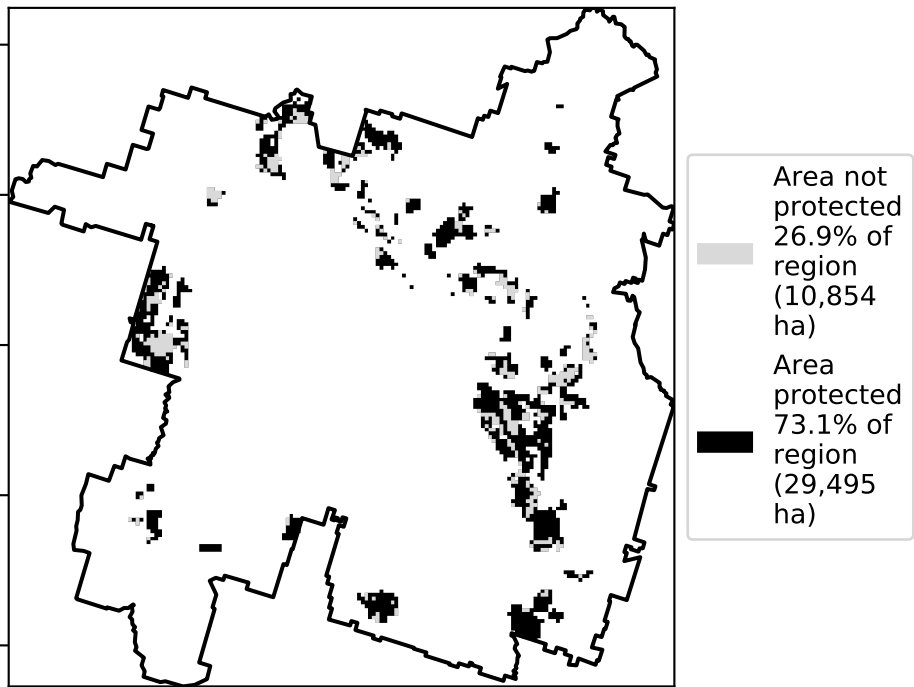 Area not
protected
26.9% of
region
(10,854
ha)
Area
protected
73.1% of
region
(29,495
ha)